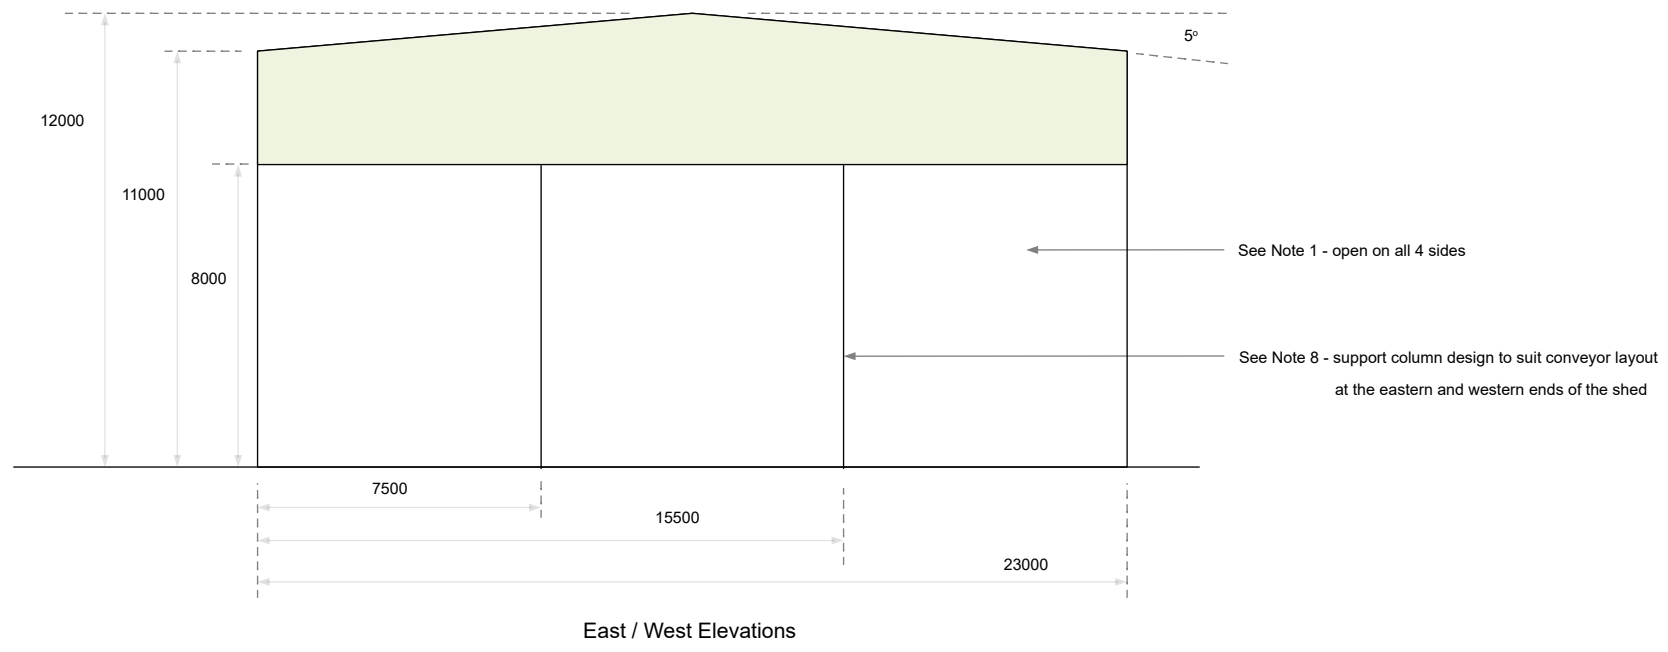 5º
12000
11000
8000
See Note 1 - open on all 4 sides
See Note 8 - support column design to suit conveyor layout
at the eastern and western ends of the shed
7500
15500
23000
East / West Elevations